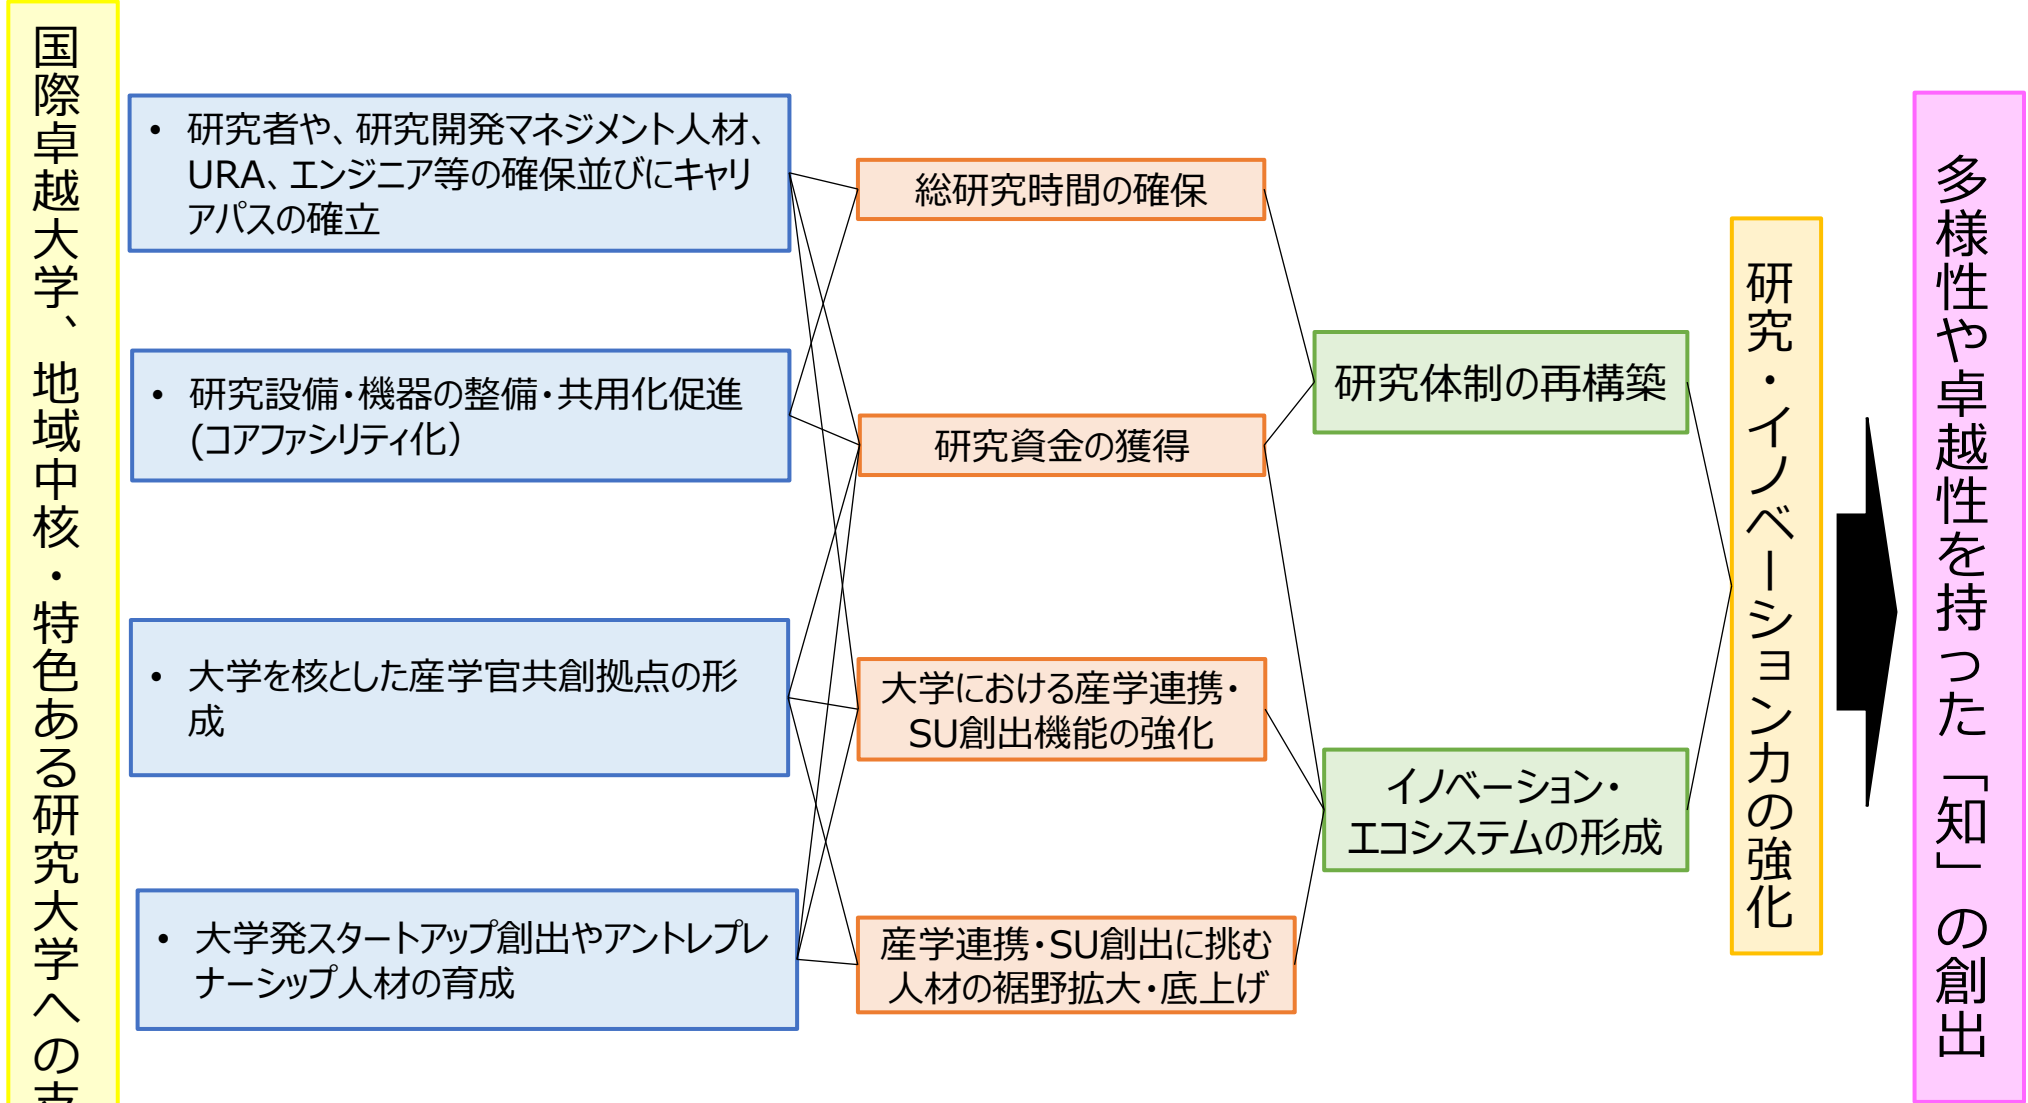 国際卓越大学、地域中核・特色ある研究大学への
• 研究者や、研究開発マネジメント人材、
URA、エンジニア等の確保並びにキャリ
アパスの確立
• 研究設備・機器の整備・共用化促進
(コアファシリティ化）
• 大学を核とした産学官共創拠点の形
成
• 大学発スタートアップ創出やアントレプレ
ナーシップ人材の育成
総研究時間の確保
研究資金の獲得
大学における産学連携・
SU創出機能の強化
産学連携・SU創出に挑む
人材の裾野拡大・底上げ
研究体制の再構築
イノベーション・
エコシステムの形成
研究・イノベーション力の強化
多様性や卓越性を持った「知」の創出